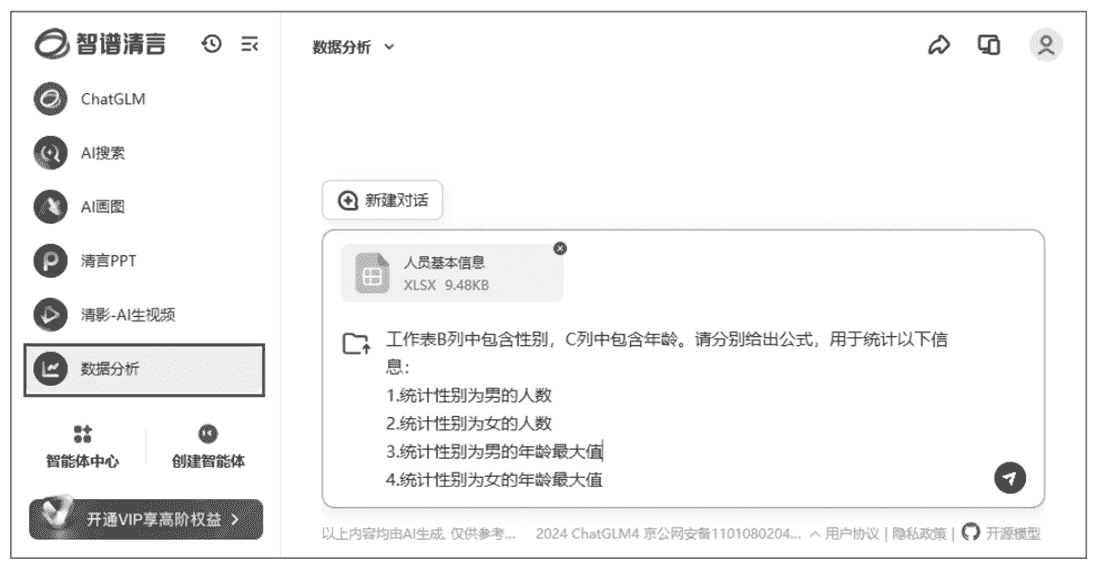 智谱清言
ChatGLM
AI搜索
AI画图
清言PPT
清影-AI生视频
数据分析
智能体中心
创建智能体
开通VIP享高阶权益
数据分析
新建对话
人员基本信息
XLSX 9.48KB
工作表B列中包含性别，C列中包含年龄。请分别给出公式，用于统计以下信
息：
1.统计性别为男的人数
2.统计性别为女的人数
3.统计性别为男的年龄最大值
4.统计性别为女的年龄最大值
以上内容均由AI生成, 仅供参考... 2024 ChatGLM4 京公网安备1101080204... 用户协议 | 隐私政策 | 开源模型